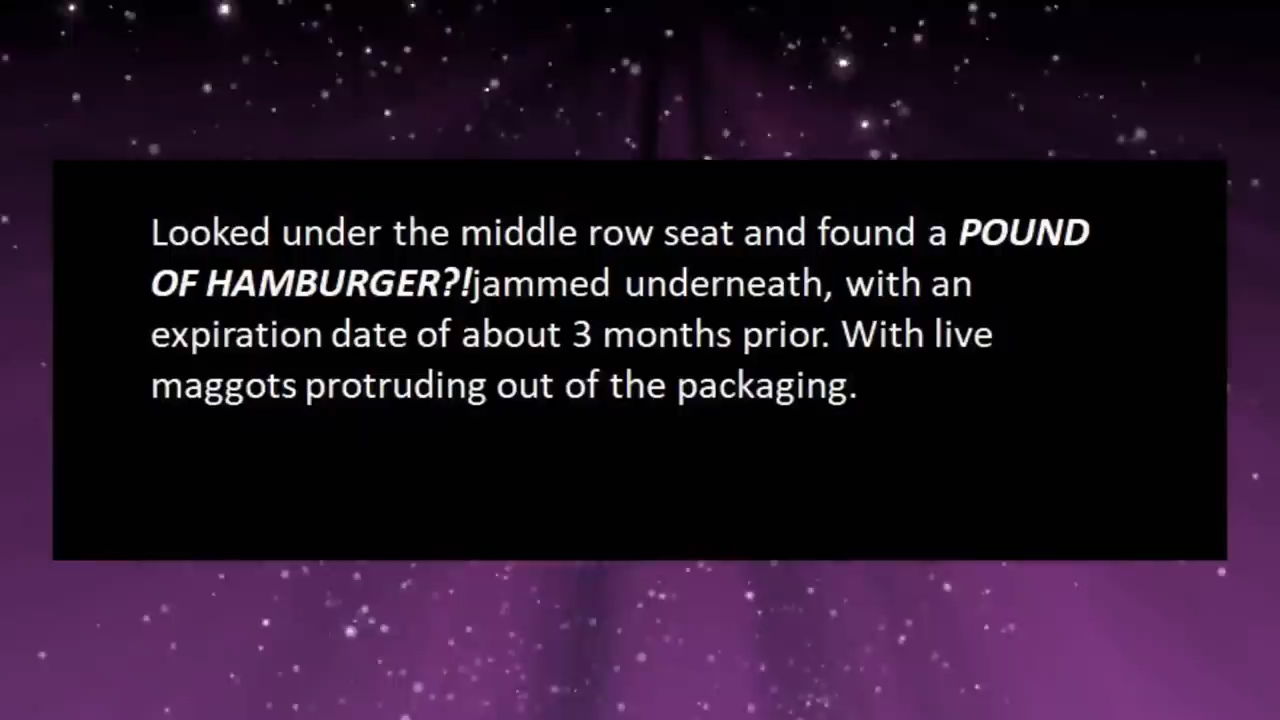 Looked under the middle row seat and found a POUND
OF HAMBURGER?!jammed underneath, with an
expiration date of about 3 months prior. With live
maggots protruding out of the packaging.